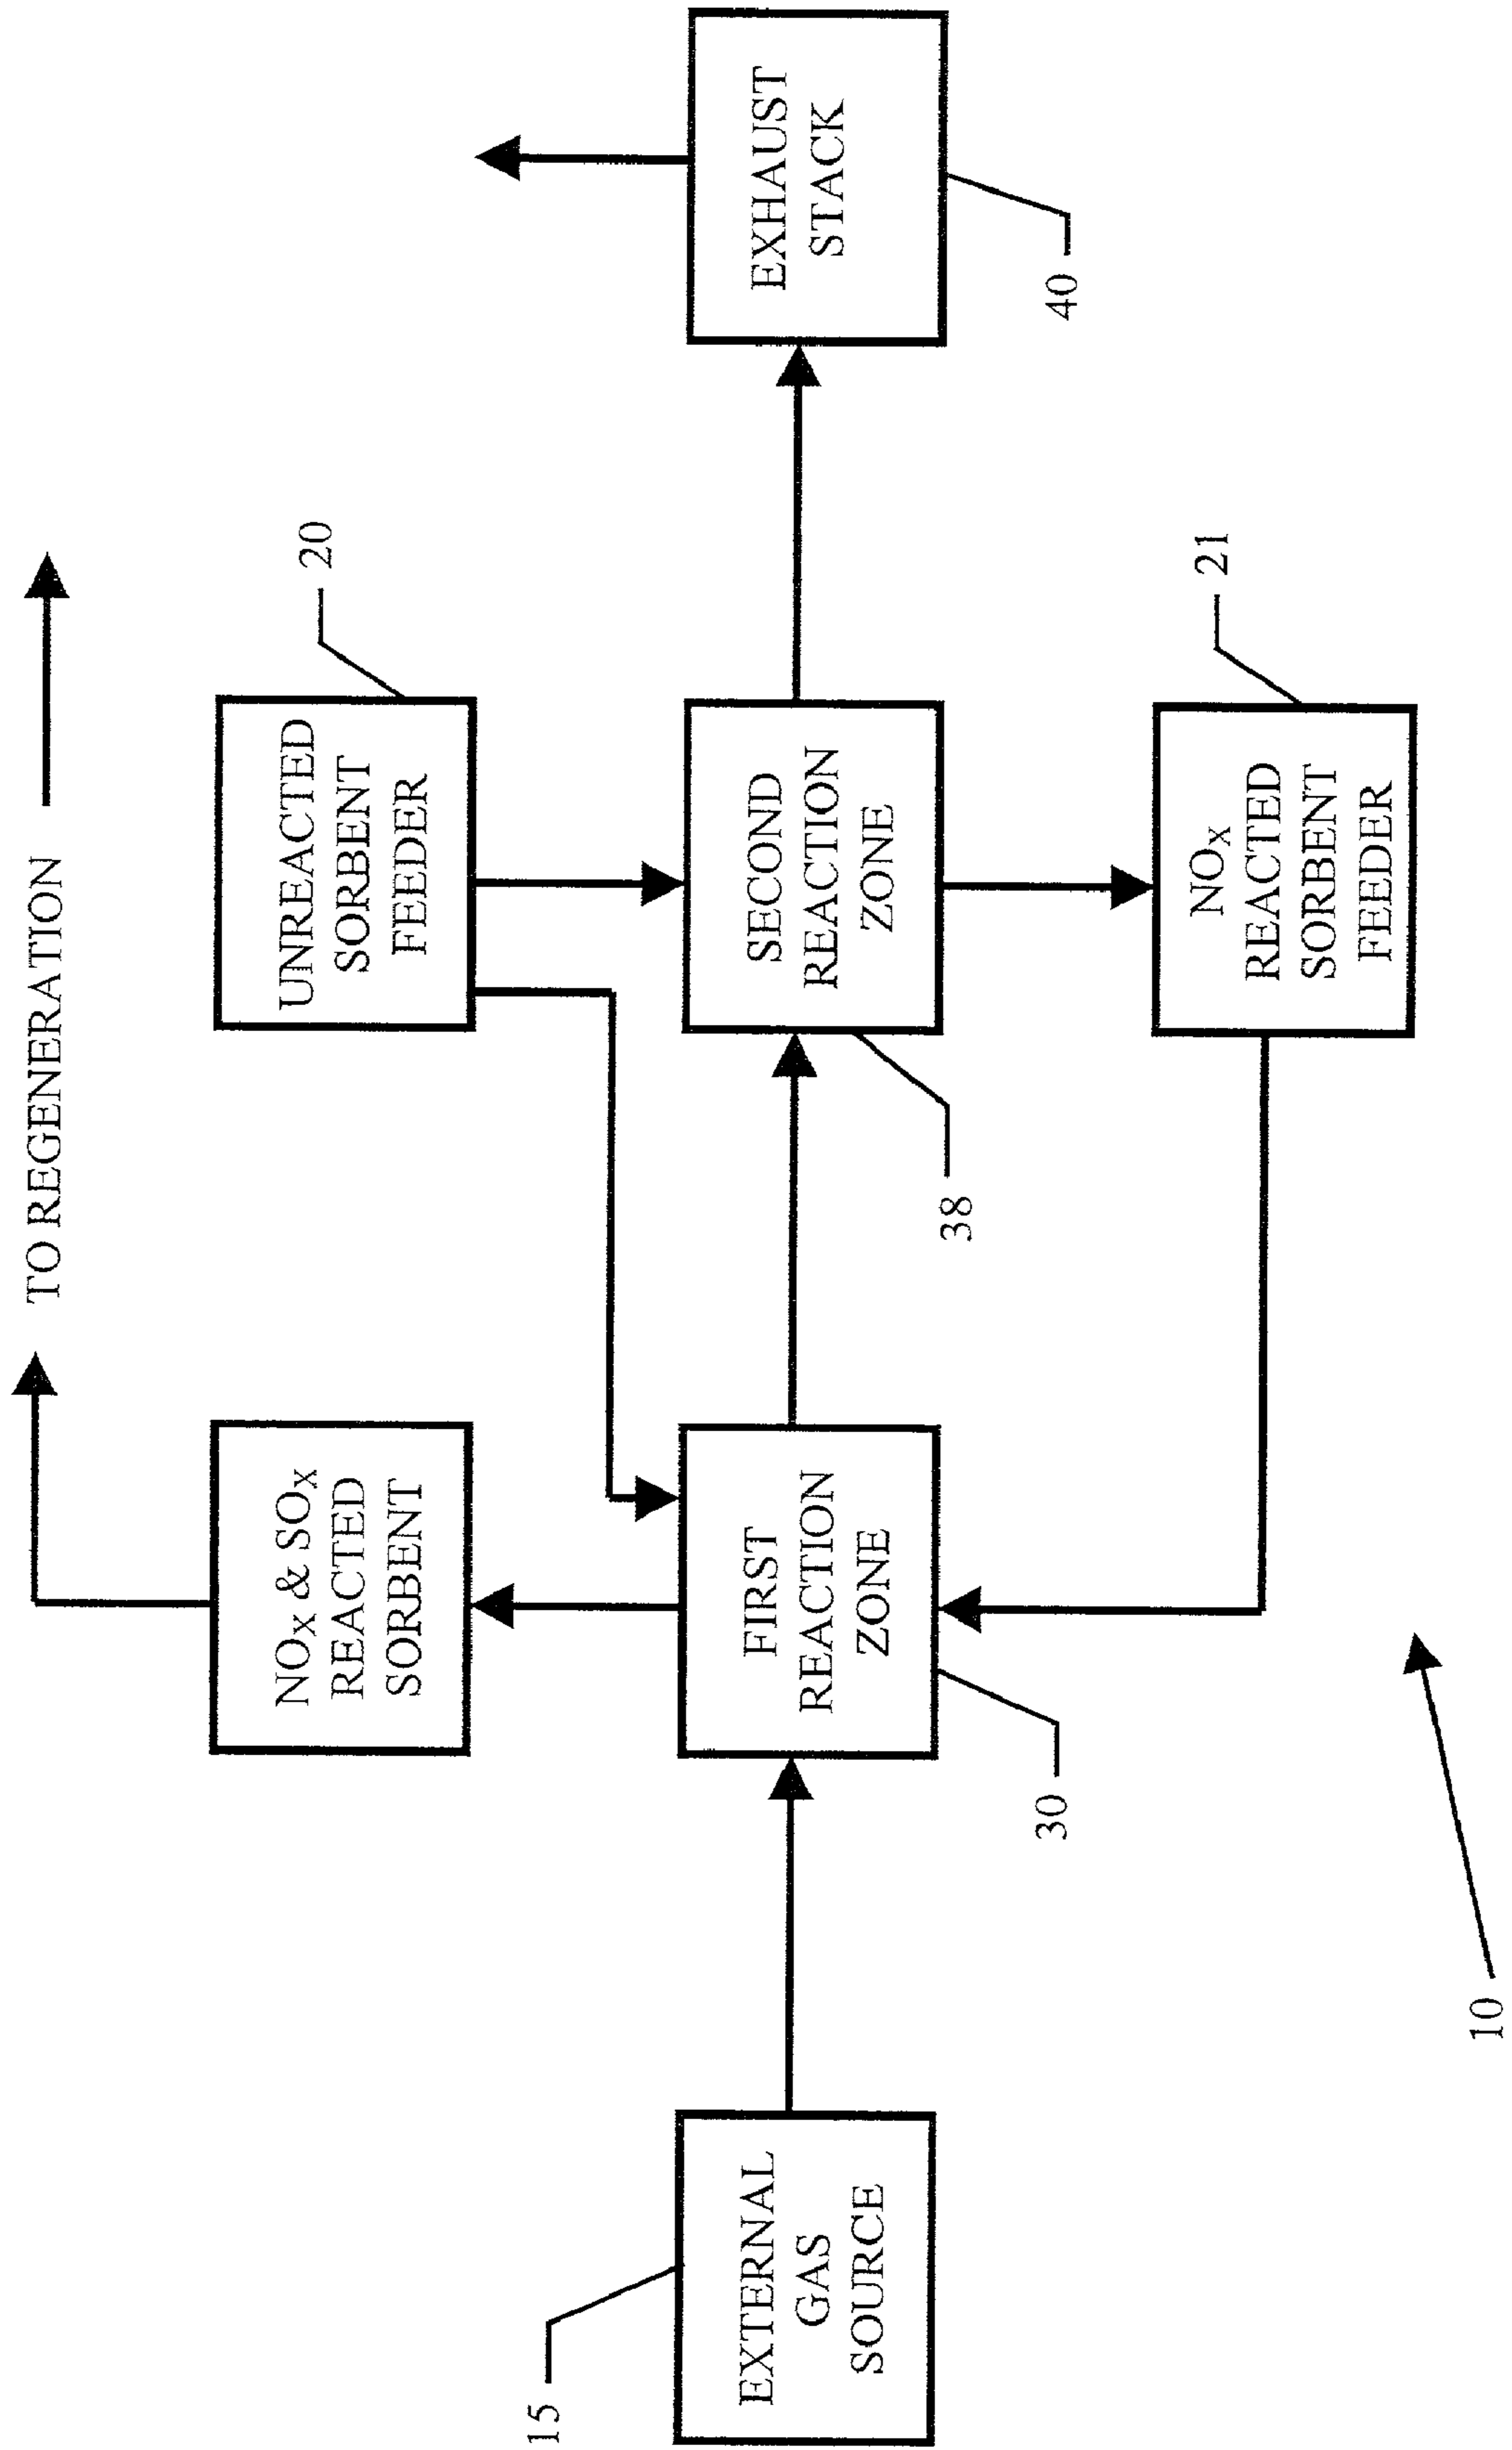 TO REGENERATION
NOX & SOX
REACTED
SORBENT
UNREACTED
SORBENT
FEEDER
20
15
EXTERNAL
GAS
SOURCE
FIRST
REACTION
ZONE
30
SECOND
REACTION
ZONE
38
EXHAUST
STACK
40
NOX
REACTED
SORBENT
FEEDER
21
10